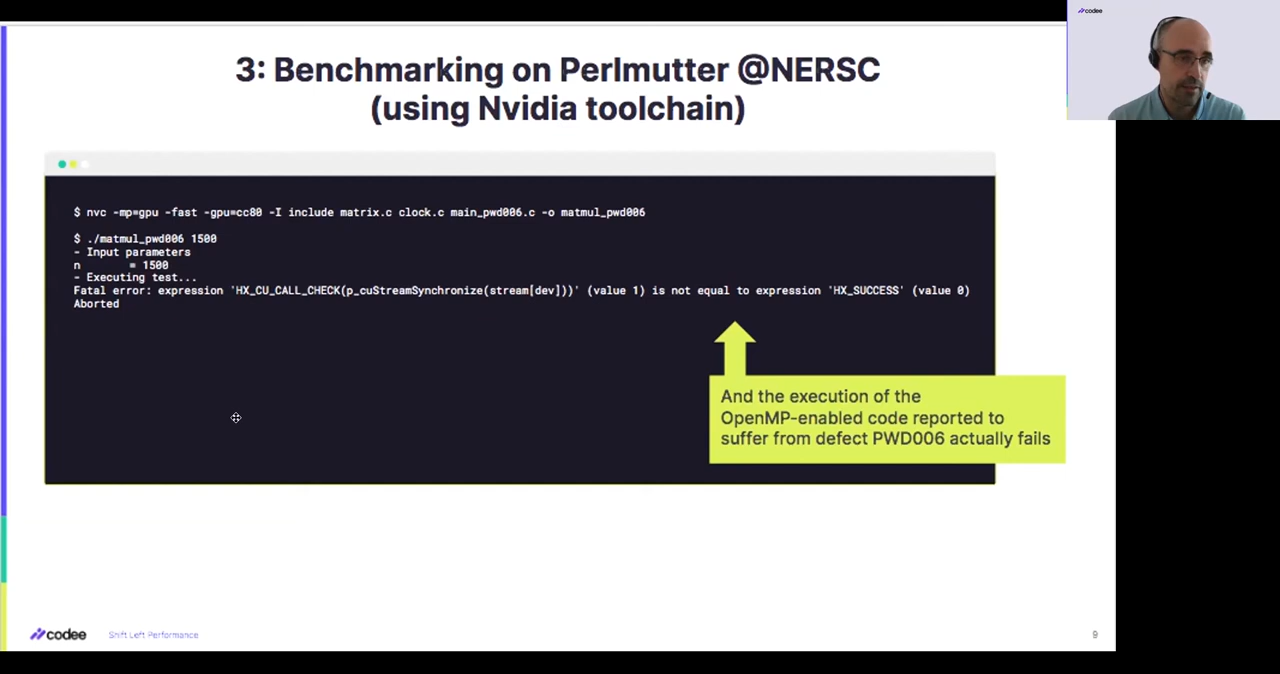 codee
3: Benchmarking on Perlmutter @NERSC
(using Nvidia toolchain)
$ nvc -mp=gpu -fast -gpu=cc80 -I include matrix.c clock.c main_pwd006.c -o matmul_pwd006
$ ./matmul_pwd006 1500
- Input parameters
n = 1500
- Executing test...
Fatal error: expression 'HX_CU_CALL_CHECK(p_cuStreamSynchronize(stream[dev]))' (value 1) is not equal to expression 'HX_SUCCESS' (value 0)
Aborted
And the execution of the
OpenMP-enabled code reported to
suffer from defect PWD006 actually fails
codee
Shift Left Performance
9